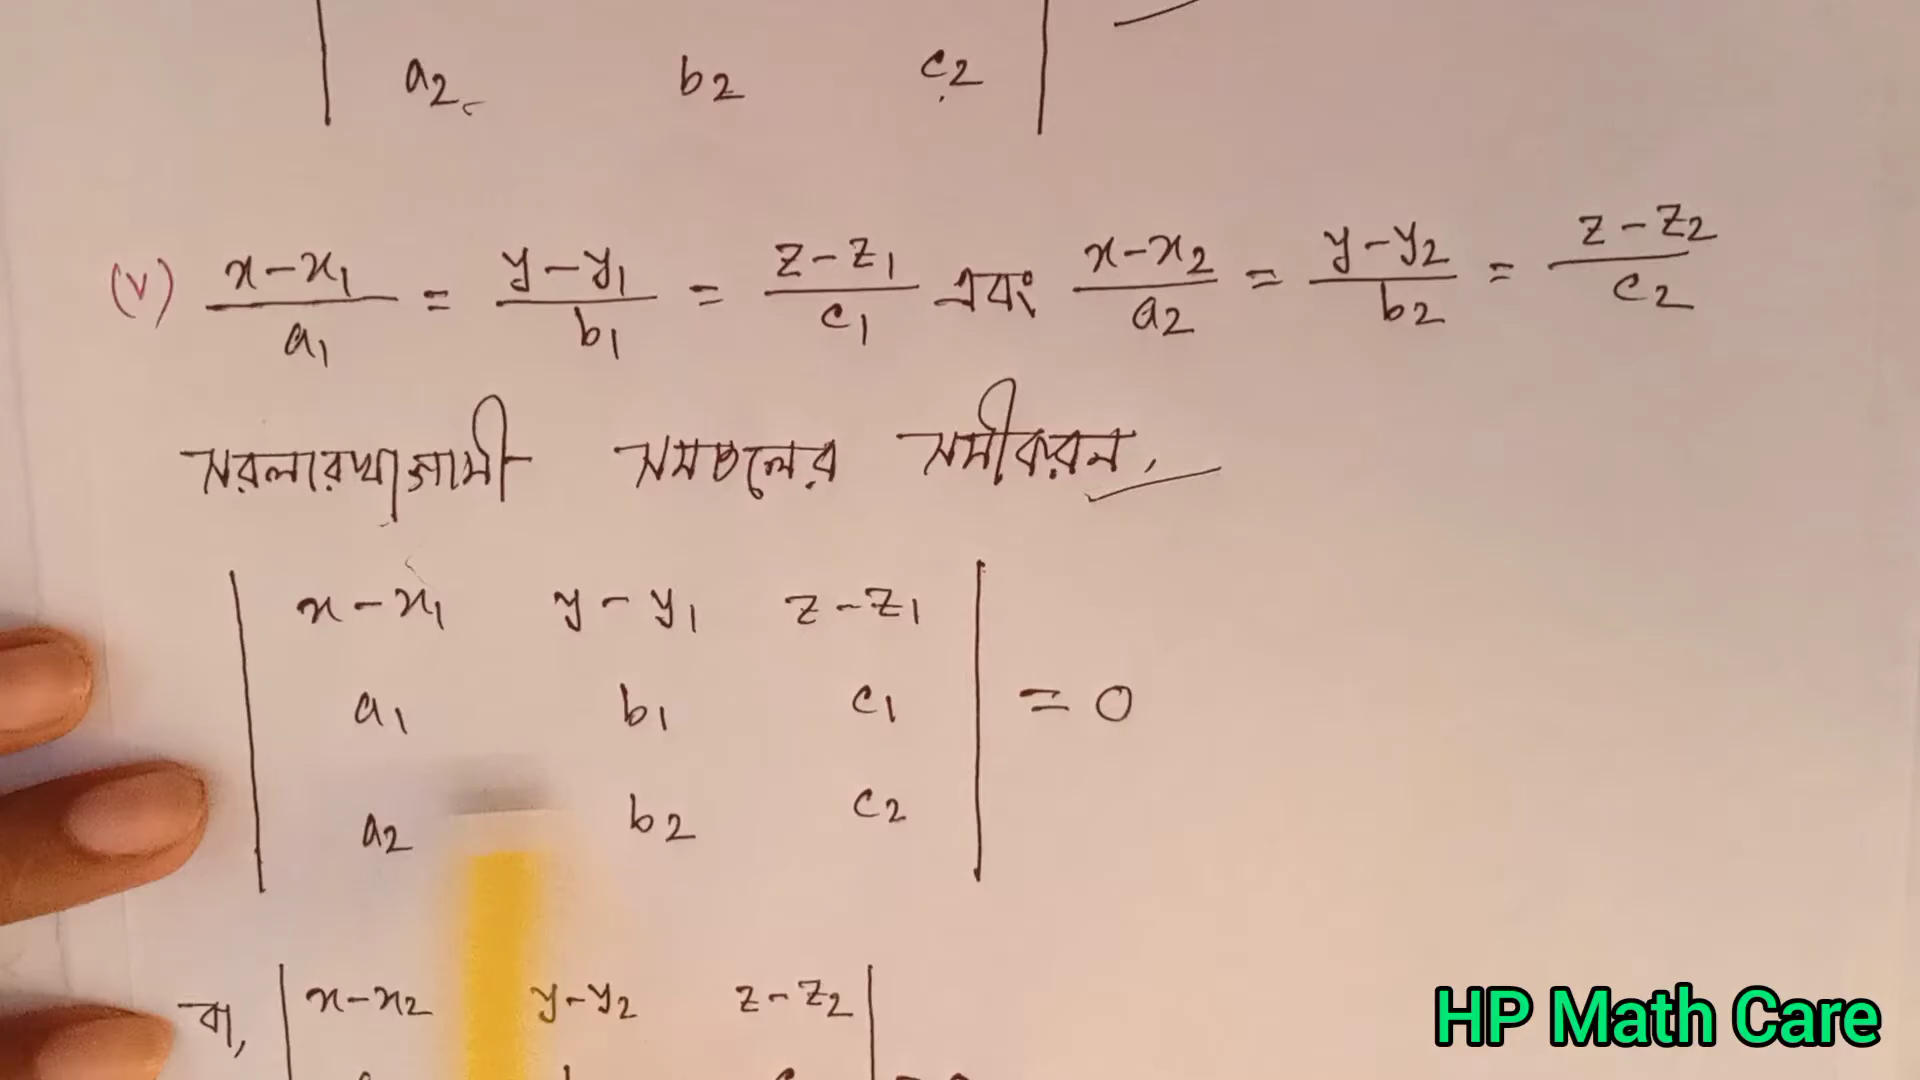 a2 b2 c2
(v) x-x1/a1 = y-y1/b1 = z-z1/c1 এবং x-x2/a2 = y-y2/b2 = z-z2/c2
সরলরেখাগামী সমতলের সমীকরন,
| x-x1 y-y1 z-z1 |
| a1 b1 c1 | = 0
| a2 b2 c2 |
বা, | x-x2 y-y2 z-z2 |
HP Math Care